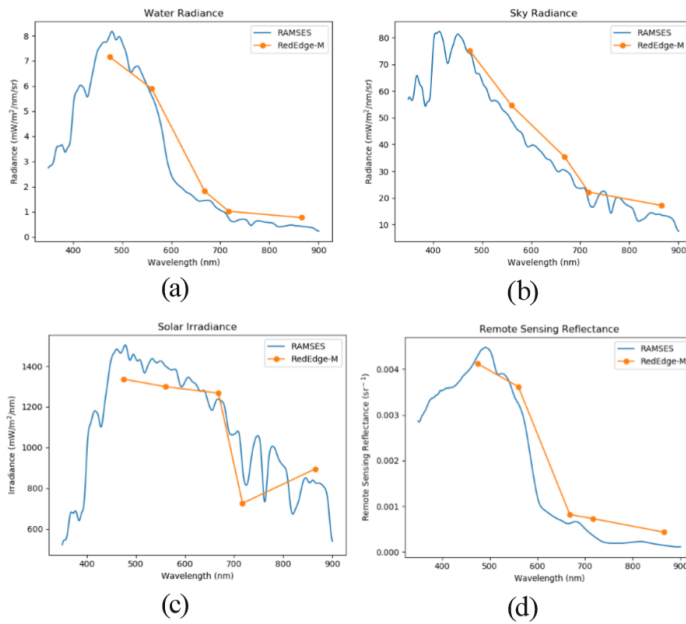 Water Radiance
RAMSES
RedEdge-M
8
7
6
5
4
3
2
1
0
Radiance (mW/m²/nm/sr)
400 500 600 700 800 900
Wavelength (nm)
(a)
Sky Radiance
RAMSES
RedEdge-M
80
70
60
50
40
30
20
10
Radiance (mW/m²/nm/sr)
400 500 600 700 800 900
Wavelength (nm)
(b)
Solar Irradiance
RAMSES
RedEdge-M
1400
1200
1000
800
600
Irradiance (mW/m²/nm)
400 500 600 700 800 900
Wavelength (nm)
(c)
Remote Sensing Reflectance
RAMSES
RedEdge-M
0.004
0.003
0.002
0.001
0.000
Remote Sensing Reflectance (sr⁻¹)
400 500 600 700 800 900
Wavelength (nm)
(d)